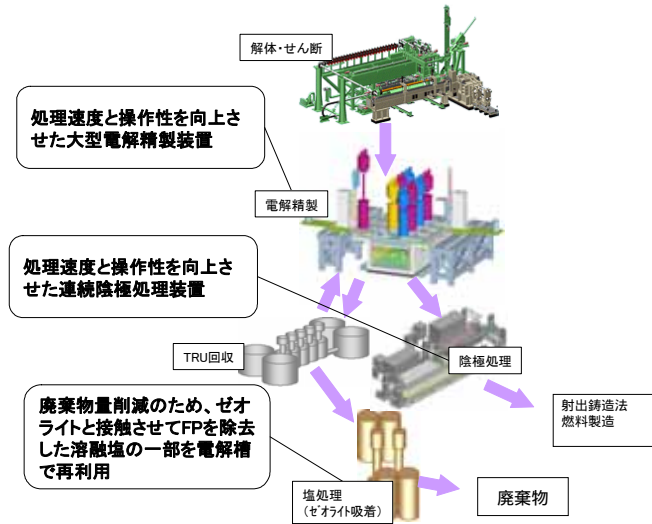 解体・せん断
処理速度と操作性を向上さ
せた大型電解精製装置
電解精製
処理速度と操作性を向上さ
せた連続陰極処理装置
TRU回収
陰極処理
廃棄物量削減のため、ゼオ
ライトと接触させてFPを除去
した溶融塩の一部を電解槽
で再利用
射出鋳造法
燃料製造
塩処理
（ｾﾞｵﾗｲﾄ吸着）
廃棄物